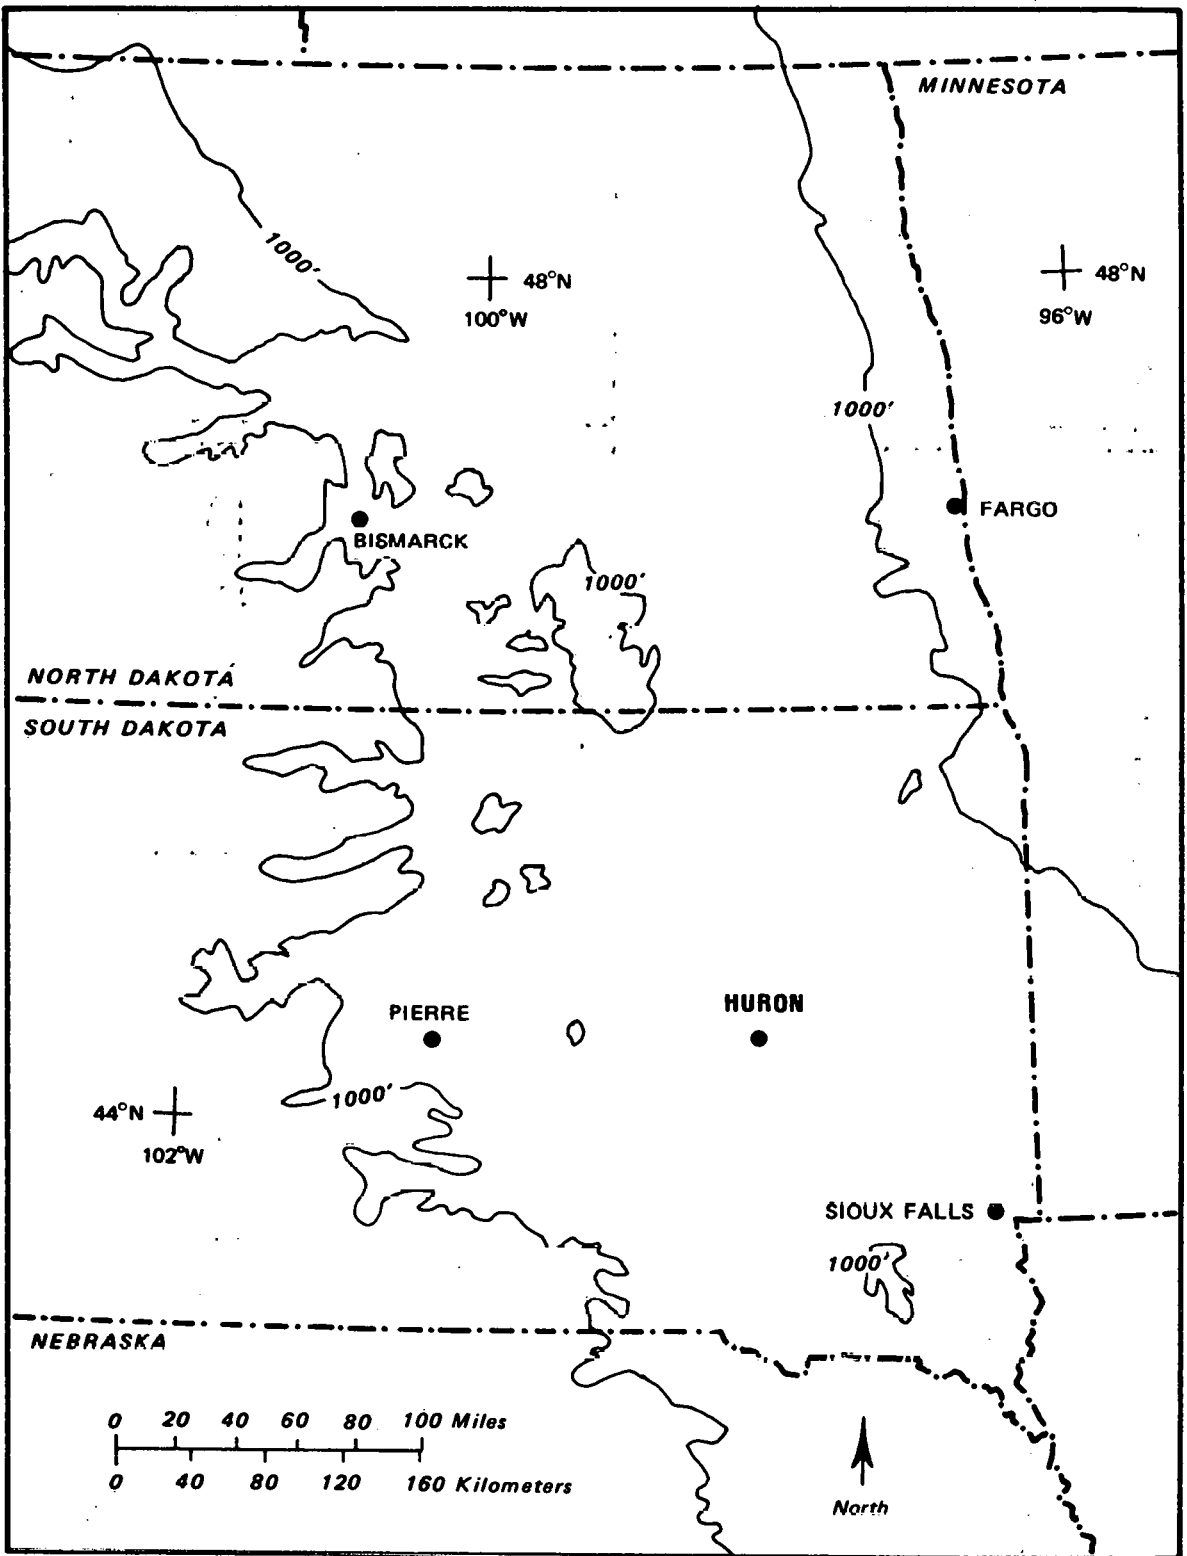 MINNESOTA
1000'
48°N
100°W
48°N
96°W
1000'
FARGO
BISMARCK
1000'
NORTH DAKOTA
SOUTH DAKOTA
PIERRE
HURON
1000'
44°N
102°W
SIOUX FALLS
1000'
NEBRASKA
0 20 40 60 80 100 Miles
0 40 80 120 160 Kilometers
North